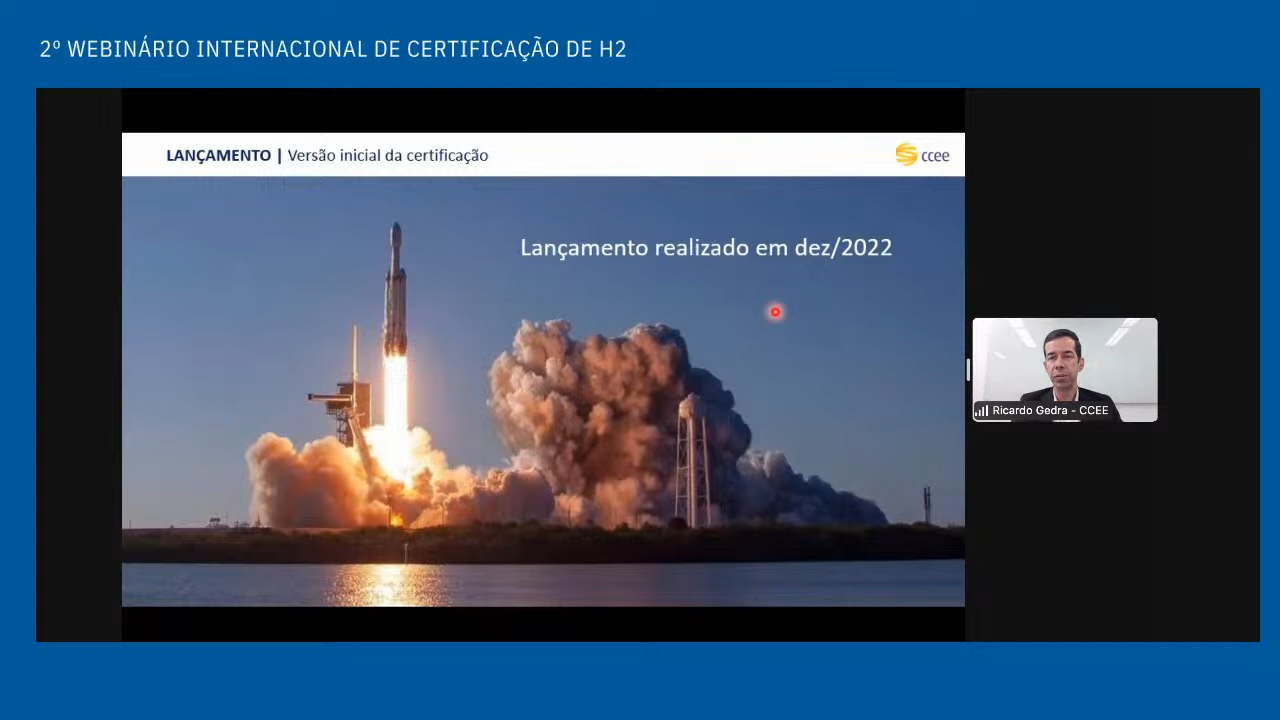 2º WEBINÁRIO INTERNACIONAL DE CERTIFICAÇÃO DE H2
LANÇAMENTO | Versão inicial da certificação
ccee
Lançamento realizado em dez/2022
Ricardo Gedra - CCEE